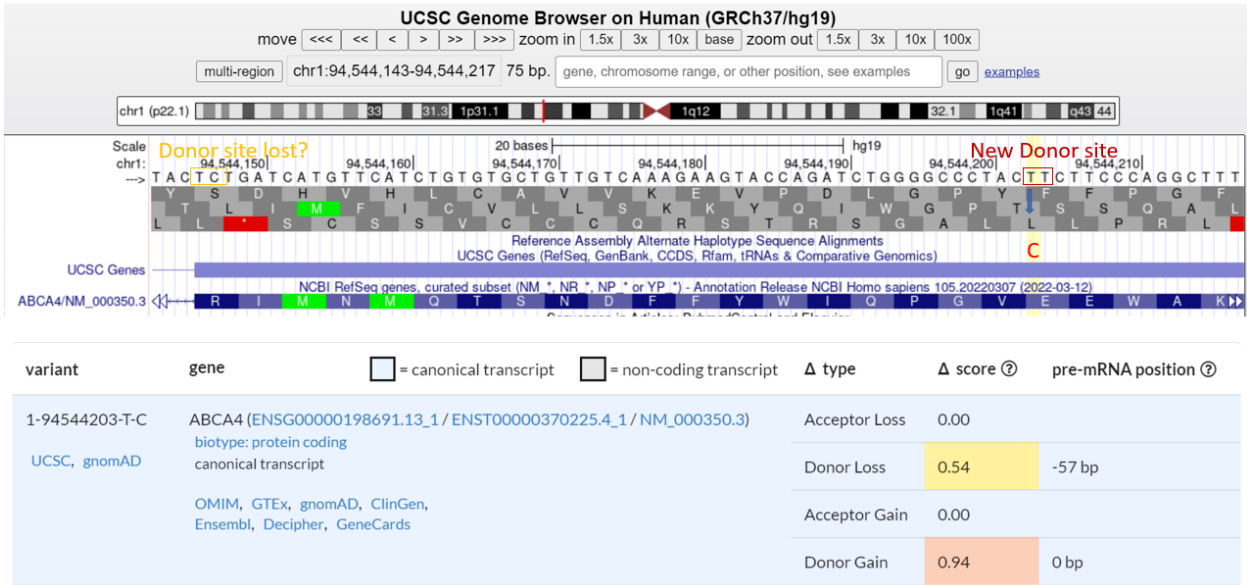 UCSC Genome Browser on Human (GRCh37/hg19)
move <<< << < > >> >>> zoom in 1.5x 3x 10x base zoom out 1.5x 3x 10x 100x
multi-region chr1:94,544,143-94,544,217 75 bp. gene, chromosome range, or other position, see examples go examples
chr1 (p22.1) 33 31.3 1p31.1 1q12 32.1 1q41 q43 44
Scale Donor site lost? 20 bases hg19 New Donor site
chr1: 94,544,150 94,544,160 94,544,170 94,544,180 94,544,190 94,544,200 94,544,210
---> T A C T C T G A T C A T G T T C A T C T G T G T G C T G T T G T C A A A G A A G T A C C A G A T C T G G G G C C C T A C T T C T T C C C A G G C T T T
Y S D H V H L C A V V K E V P D L G P Y F F P G F
T L I M F I C V L L S K K Y Q I W G P T S S Q A L
L L * S C S S V C C C Q R S T R S G A L L P R L
Reference Assembly Alternate Haplotype Sequence Alignments
UCSC Genes (RefSeq, GenBank, CCDS, Rfam, tRNAs & Comparative Genomics)
C
UCSC Genes
NCBI RefSeq genes, curated subset (NM_*, NR_*, NP_* or YP_*) - Annotation Release NCBI Homo sapiens 105.20220307 (2022-03-12)
ABCA4/NM_000350.3 R I M N M Q T S N D F F Y W I Q P G V E E W A K
variant gene = canonical transcript = non-coding transcript Δ type Δ score ? pre-mRNA position ?
1-94544203-T-C ABCA4 (ENSG00000198691.13_1 / ENST00000370225.4_1 / NM_000350.3) Acceptor Loss 0.00
biotype: protein coding
UCSC, gnomAD canonical transcript Donor Loss 0.54 -57 bp
OMIM, GTEx, gnomAD, ClinGen, Acceptor Gain 0.00
Ensembl, Decipher, GeneCards
Donor Gain 0.94 0 bp